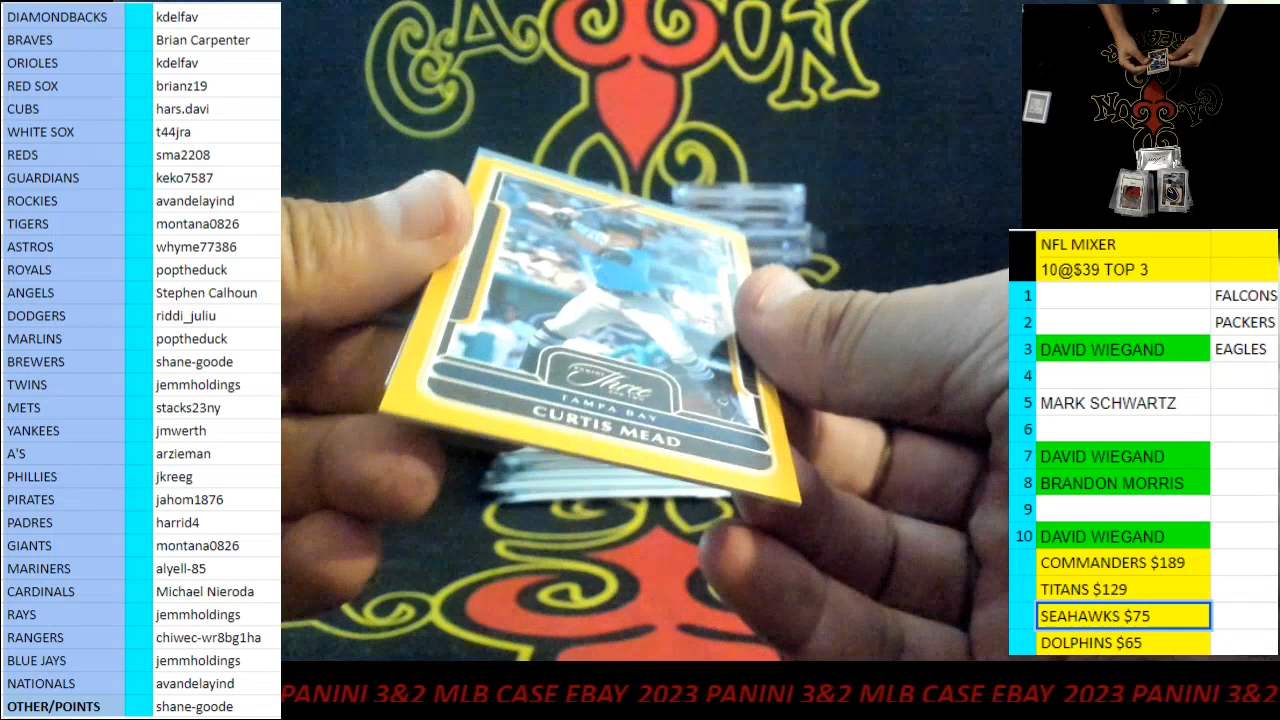 DIAMONDBACKS kdelfav
BRAVES Brian Carpenter
ORIOLES kdelfav
RED SOX brianz19
CUBS hars.davi
WHITE SOX t44jra
REDS sma2208
GUARDIANS keko7587
ROCKIES avandelayind
TIGERS montana0826
ASTROS whyme77386
ROYALS poptheduck
ANGELS Stephen Calhoun
DODGERS riddi_juliu
MARLINS poptheduck
BREWERS shane-goode
TWINS jemmholdings
METS stacks23ny
YANKEES jmwerth
A'S arzieman
PHILLIES jkreeg
PIRATES jahom1876
PADRES harrid4
GIANTS montana0826
MARINERS alyell-85
CARDINALS Michael Nieroda
RAYS jemmholdings
RANGERS chiwec-wr8bg1ha
BLUE JAYS jemmholdings
NATIONALS avandelayind
OTHER/POINTS shane-goode
PANINI
Three
AND TWO
TAMPA BAY
CURTIS MEAD
NFL MIXER
10@$39 TOP 3
1 FALCONS
2 PACKERS
3 DAVID WIEGAND EAGLES
4
5 MARK SCHWARTZ
6
7 DAVID WIEGAND
8 BRANDON MORRIS
9
10 DAVID WIEGAND
COMMANDERS $189
TITANS $129
SEAHAWKS $75
DOLPHINS $65
PANINI 3&2 MLB CASE EBAY 2023 PANINI 3&2 MLB CASE EBAY 2023 PANINI 3&2